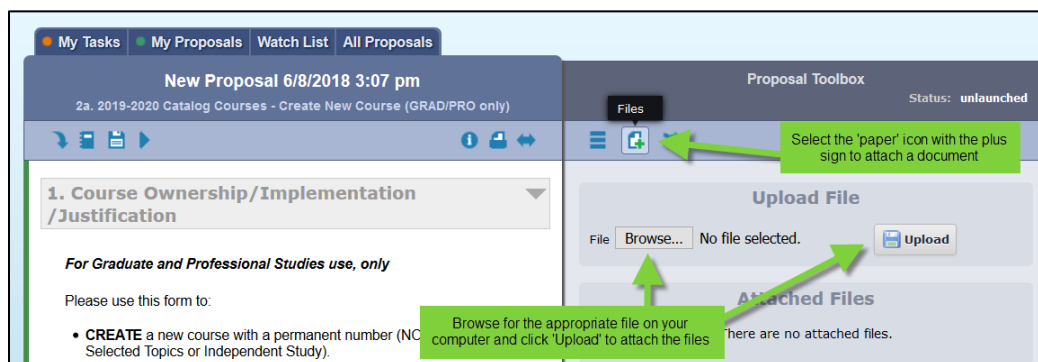 My Tasks My Proposals Watch List All Proposals
New Proposal 6/8/2018 3:07 pm
2a. 2019-2020 Catalog Courses - Create New Course (GRAD/PRO only)
1. Course Ownership/Implementation
/Justification
For Graduate and Professional Studies use, only
Please use this form to:
• CREATE a new course with a permanent number (NO
Selected Topics or Independent Study).
Proposal Toolbox
Status: unlaunched
Files
Select the 'paper' icon with the plus
sign to attach a document
Upload File
File Browse... No file selected. Upload
Attached Files
There are no attached files.
Browse for the appropriate file on your
computer and click 'Upload' to attach the files